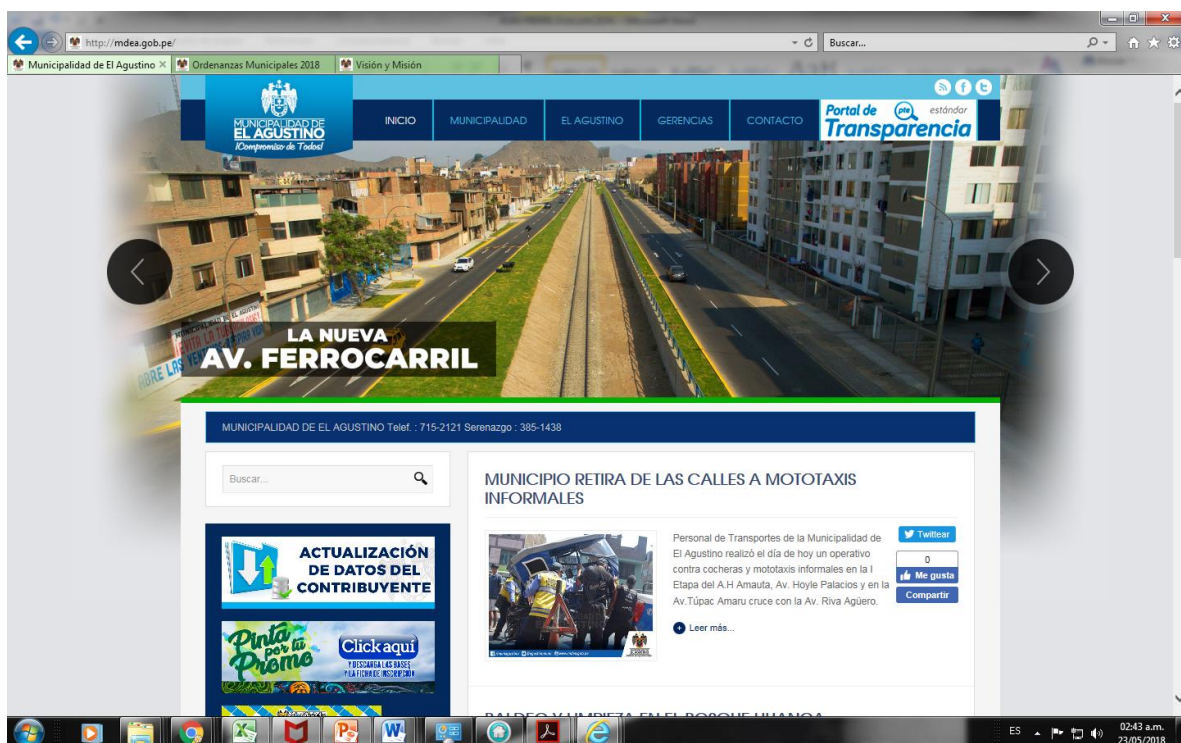 http://mdea.gob.pe/
Buscar...
Municipalidad de El Agustino
Ordenanzas Municipales 2018
Visión y Misión
MUNICIPALIDAD DE
EL AGUSTINO
¡Compromiso de Todos!
INICIO
MUNICIPALIDAD
EL AGUSTINO
GERENCIAS
CONTACTO
Portal de pte estándar
Transparencia
LA NUEVA
AV. FERROCARRIL
MUNICIPALIDAD DE EL AGUSTINO Telef. : 715-2121 Serenazgo : 385-1438
Buscar...
ACTUALIZACIÓN
DE DATOS DEL
CONTRIBUYENTE
Pinta
por tu
Promo
Click aquí
Y DESCARGA LAS BASES
Y LA FICHA DE INSCRIPCIÓN
MUNICIPIO RETIRA DE LAS CALLES A MOTOTAXIS
INFORMALES
Personal de Transportes de la Municipalidad de
El Agustino realizó el día de hoy un operativo
contra cocheras y mototaxis informales en la I
Etapa del A.H Amauta, Av. Hoyle Palacios y en la
Av.Túpac Amaru cruce con la Av. Riva Agüero.
Leer más...
Twittear
0
Me gusta
Compartir
ES
02:43 a.m.
23/05/2018